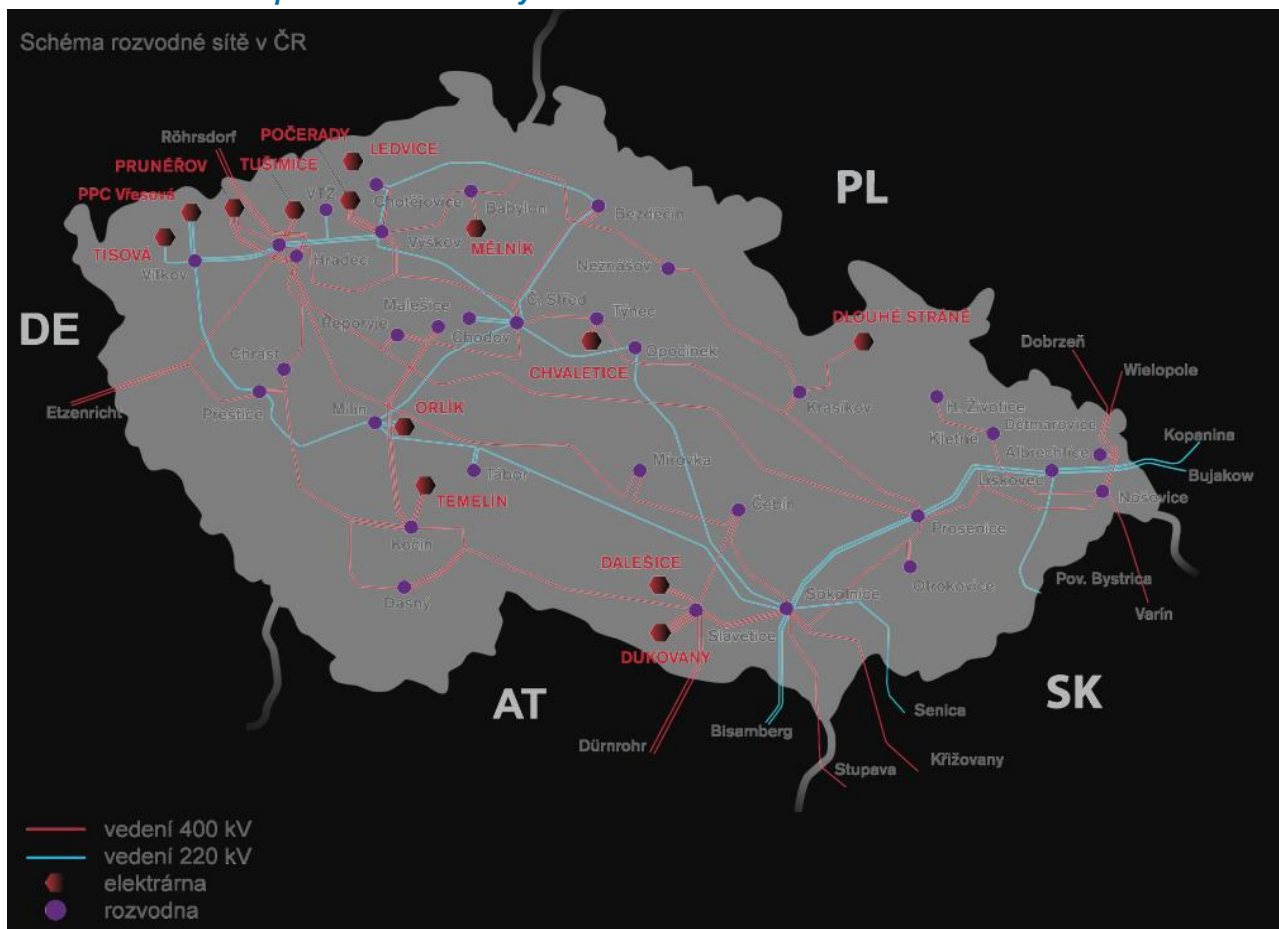 Schéma rozvodné sítě v ČR
Röhrsdorf
POČERADY
LEDVICE
PRUNÉŘOV
TUŠIMICE
PPC Vřesová
VTŽ
Chotějovice
Babylon
Bezděčín
PL
TISOVÁ
Vítkov
Hradec
Výškov
MĚLNÍK
Neznášov
DE
Malešice
Řeporyje
Chodov
Č. Střed
Týnec
DLOUHÉ STRÁNĚ
Opočínek
Dobrzeň
Wielopole
Chrást
CHVALETICE
Etzenricht
Přeštice
Milín
ORLÍK
Krasíkov
H. Životice
Dětmarovice
Kletné
Albrechtice
Kopanina
Tábor
Mírovka
Lískovec
Bujakow
TEMELÍN
Čebín
Nošovice
Kočín
Prosenice
DALEŠICE
Otrokovice
Pov. Bystrica
Dasný
Sokolnice
Varín
Slavětice
DUKOVANY
AT
SK
Senica
Bisamberg
Dürnrohr
Křižovany
Stupava
vedení 400 kV
vedení 220 kV
elektrárna
rozvodna